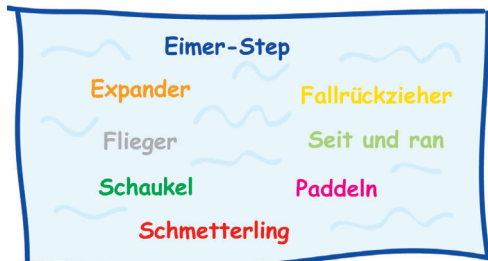 Eimer-Step
Expander
Fallrückzieher
Flieger
Seit und ran
Schaukel
Paddeln
Schmetterling